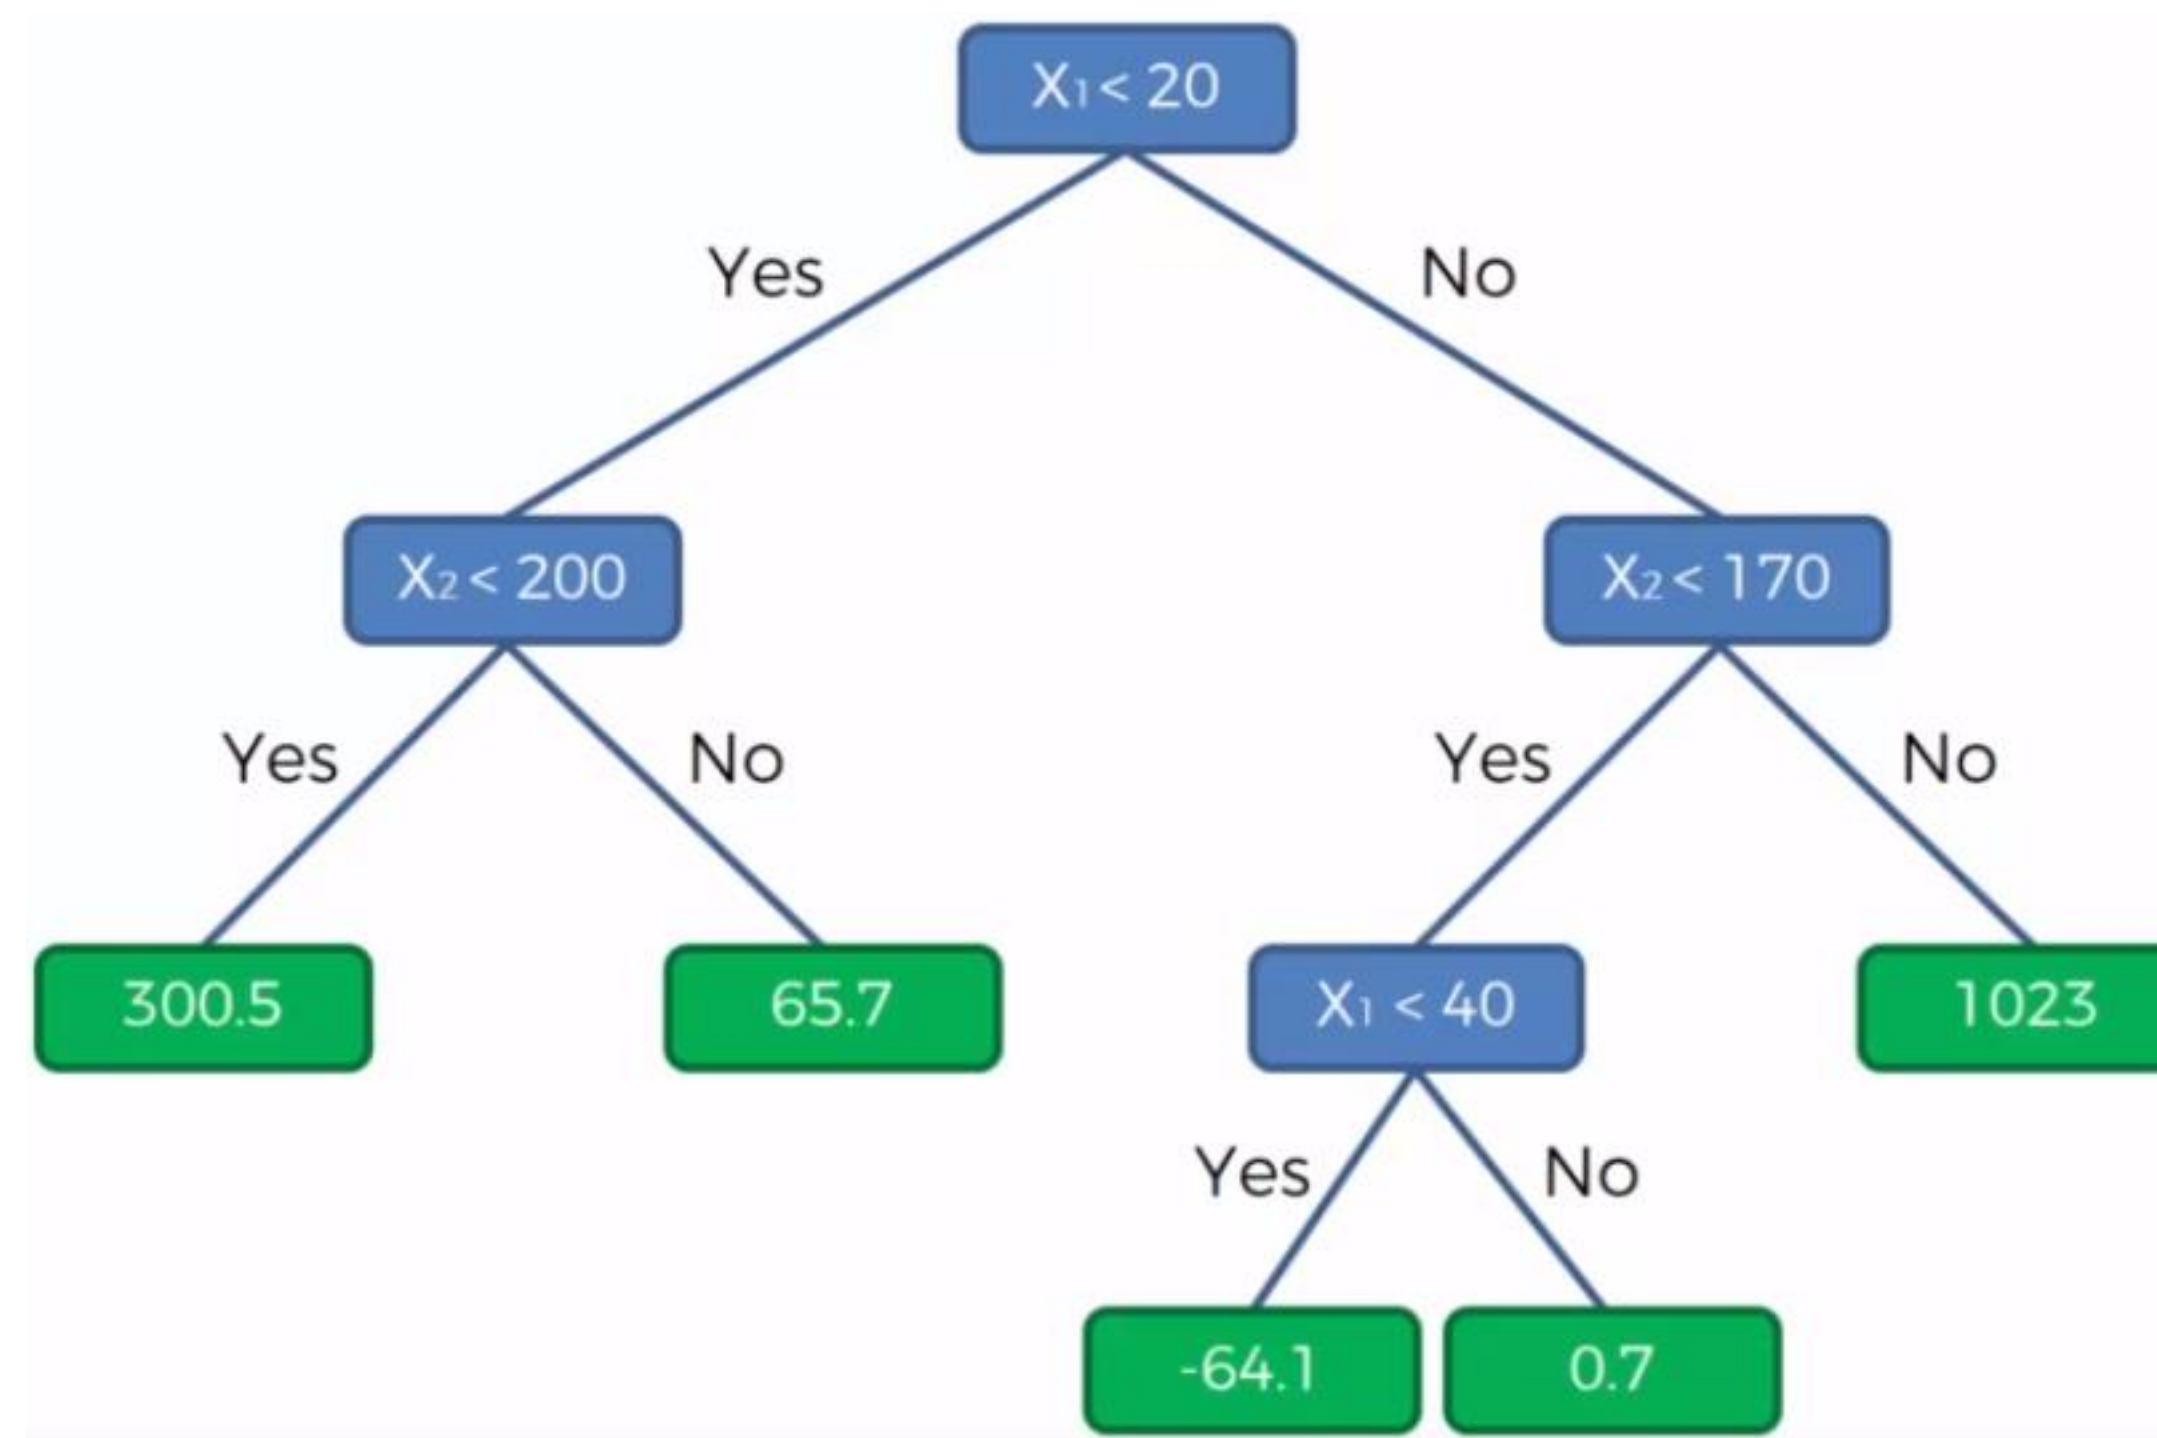 X₁ < 20
Yes
No
X₂ < 200
X₂ < 170
Yes
No
Yes
No
300.5
65.7
X₁ < 40
1023
Yes
No
-64.1
0.7